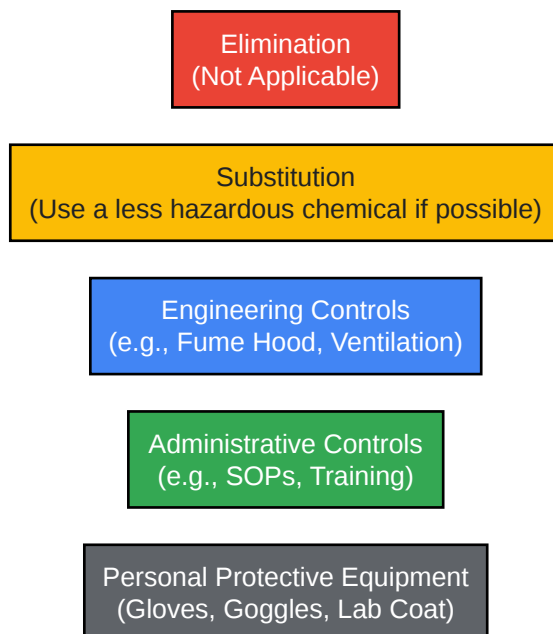 Elimination
(Not Applicable)
Substitution
(Use a less hazardous chemical if possible)
Engineering Controls
(e.g., Fume Hood, Ventilation)
Administrative Controls
(e.g., SOPs, Training)
Personal Protective Equipment
(Gloves, Goggles, Lab Coat)